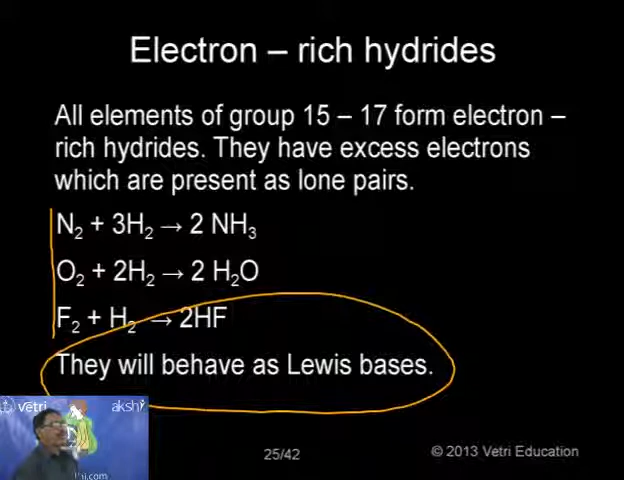 Electron – rich hydrides
All elements of group 15 – 17 form electron –
rich hydrides. They have excess electrons
which are present as lone pairs.
N₂ + 3H₂ → 2 NH₃
O₂ + 2H₂ → 2 H₂O
F₂ + H₂ → 2HF
They will behave as Lewis bases.
vetri akshi
25/42
© 2013 Vetri Education